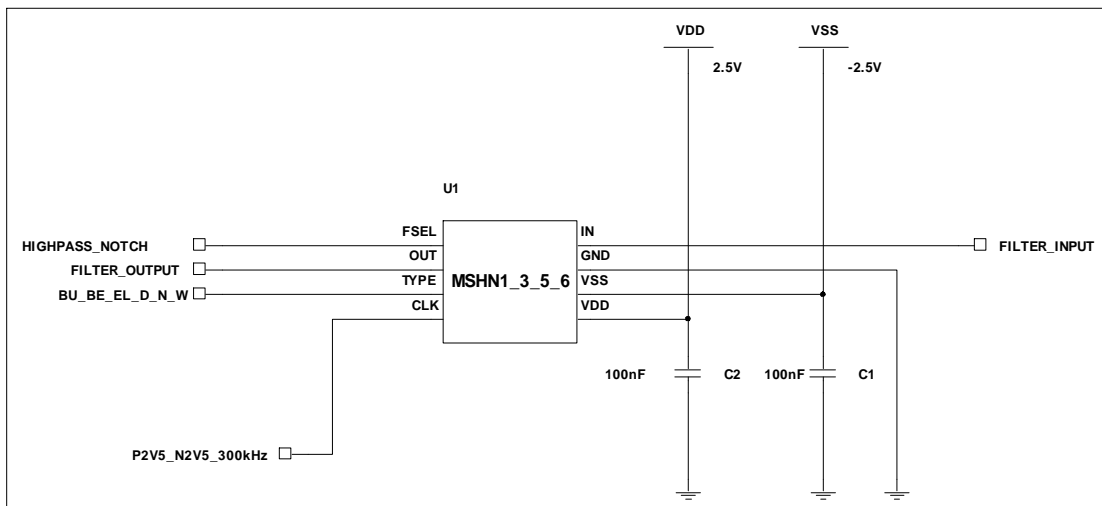 VDD VSS
2.5V -2.5V
U1
FSEL IN
HIGHPASS_NOTCH FILTER_INPUT
OUT GND
FILTER_OUTPUT
TYPE MSHN1_3_5_6 VSS
BU_BE_EL_D_N_W
CLK VDD
100nF C2 100nF C1
P2V5_N2V5_300kHz